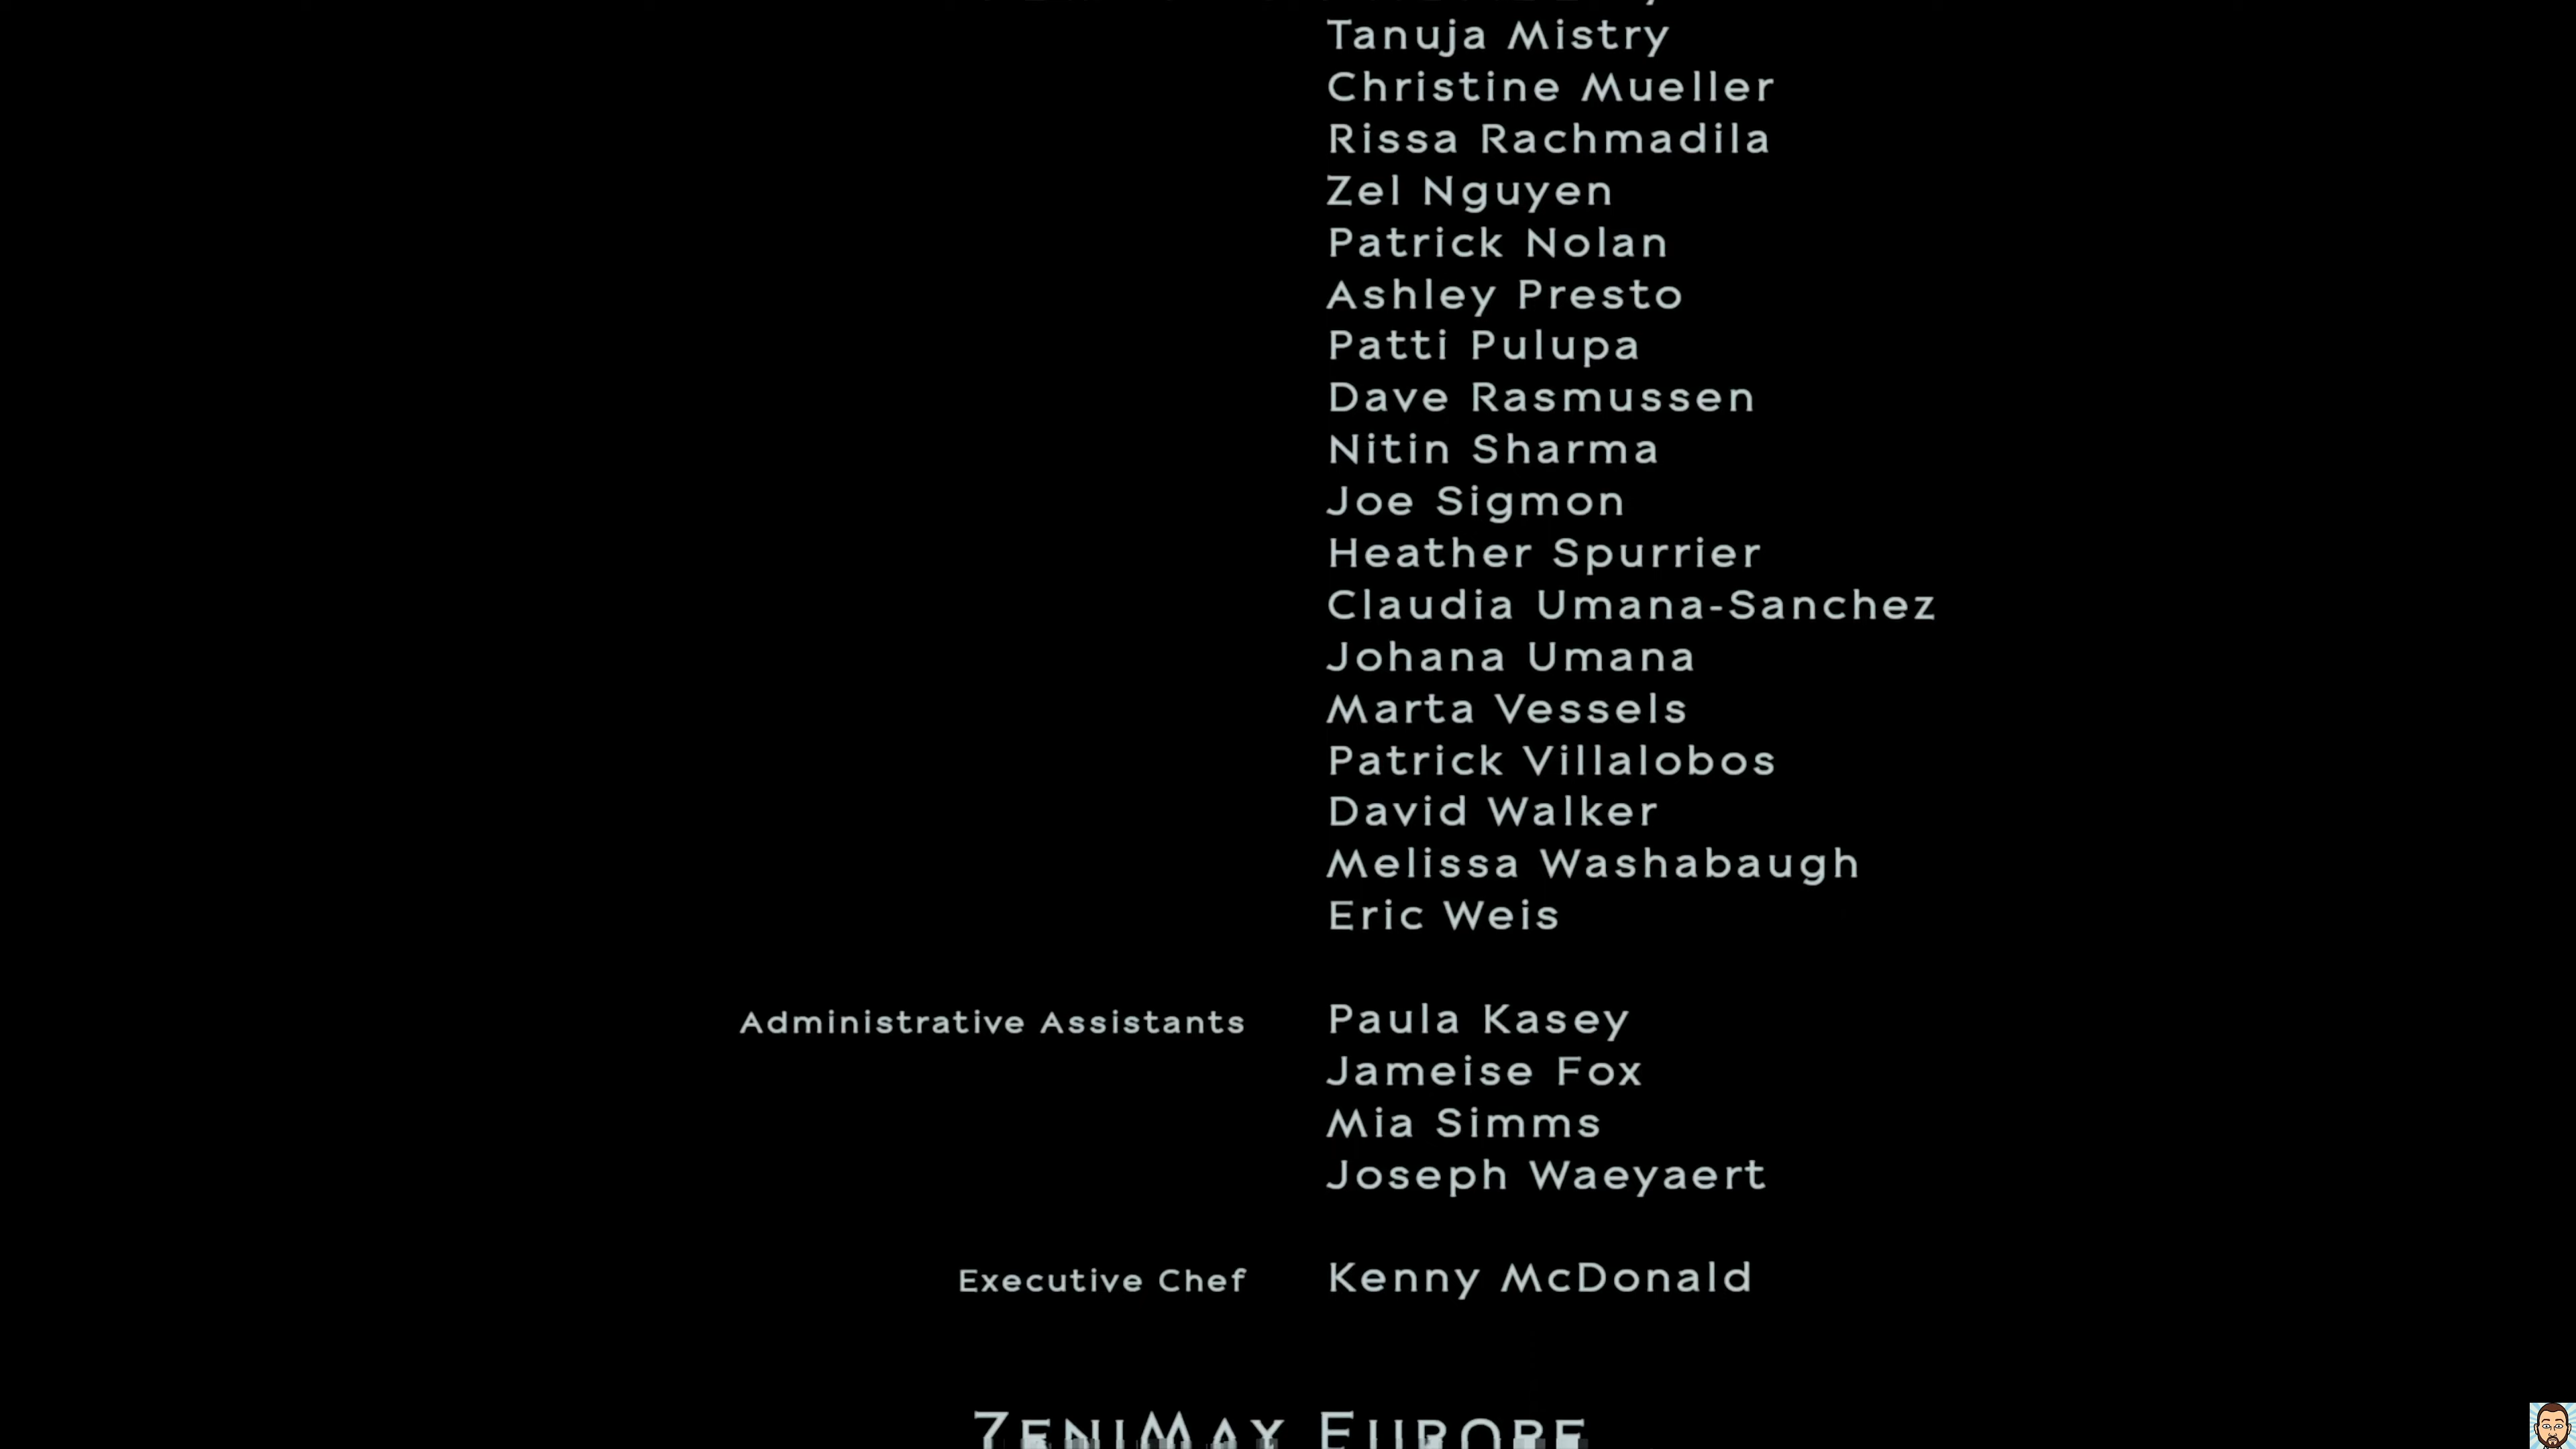 Tanuja Mistry
Christine Mueller
Rissa Rachmadila
Zel Nguyen
Patrick Nolan
Ashley Presto
Patti Pulupa
Dave Rasmussen
Nitin Sharma
Joe Sigmon
Heather Spurrier
Claudia Umana-Sanchez
Johana Umana
Marta Vessels
Patrick Villalobos
David Walker
Melissa Washabaugh
Eric Weis
Administrative Assistants Paula Kasey
Jameise Fox
Mia Simms
Joseph Waeyaert
Executive Chef Kenny McDonald
ZeniMax Europe